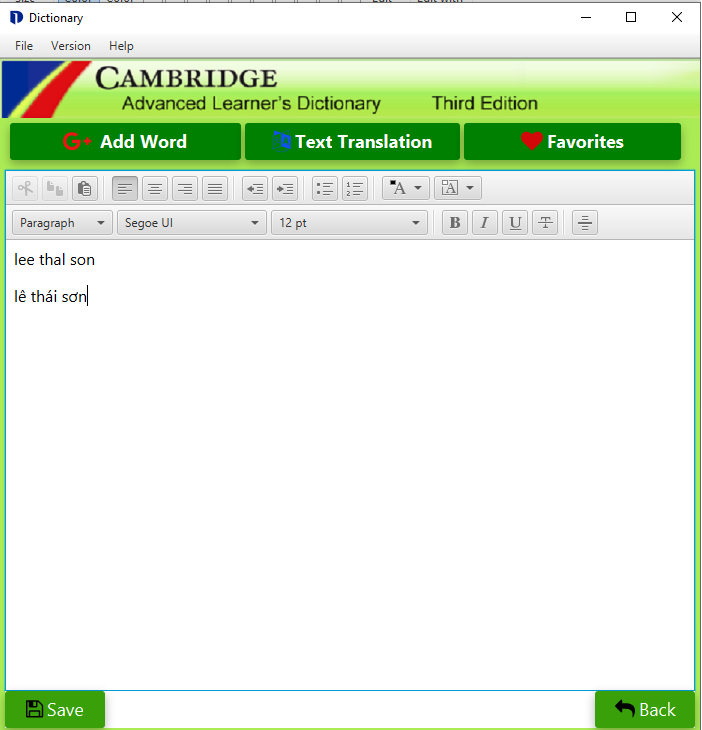 Dictionary
File Version Help
CAMBRIDGE
Advanced Learner's Dictionary Third Edition
G+ Add Word Text Translation Favorites
A A
Paragraph Segoe UI 12 pt B I U T
lee thal son
lê thái sơn
Save Back